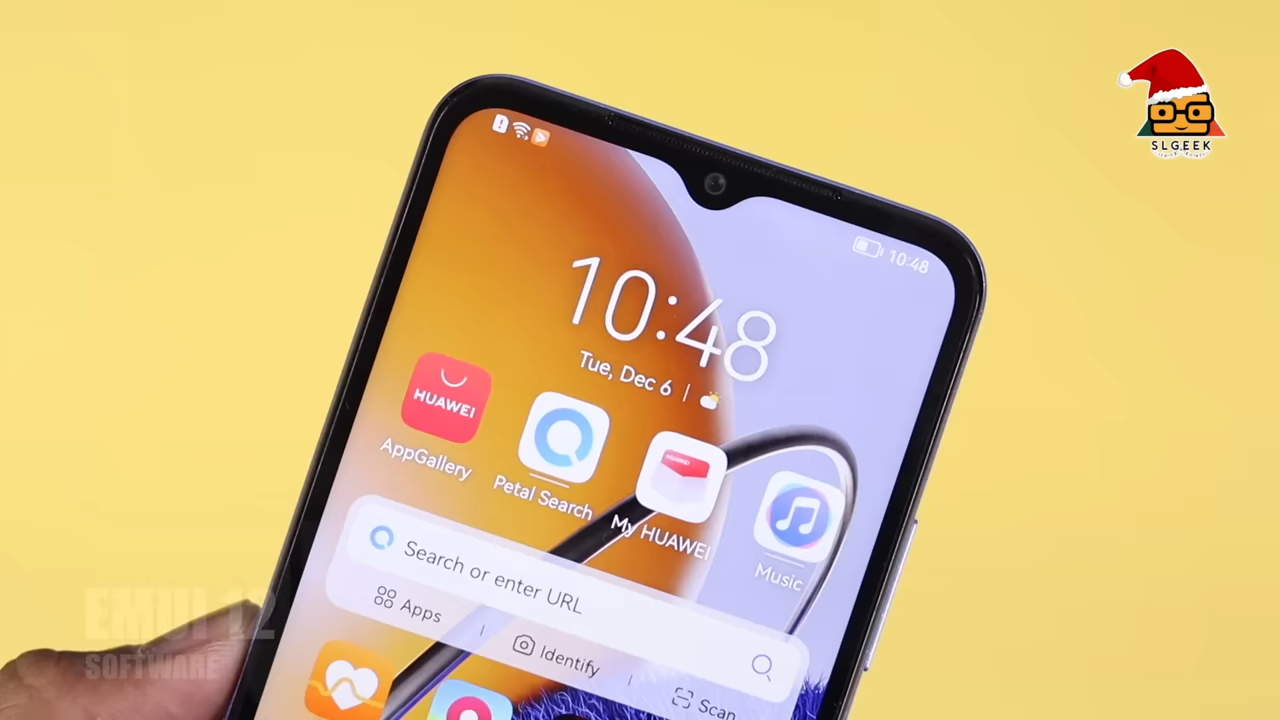 SLGEEK
10:48
10:48
Tue, Dec 6
HUAWEI
AppGallery
Petal Search
HUAWEI
My HUAWEI
Music
Search or enter URL
Apps
Identify
Scan
EMUI 12
SOFTWARE